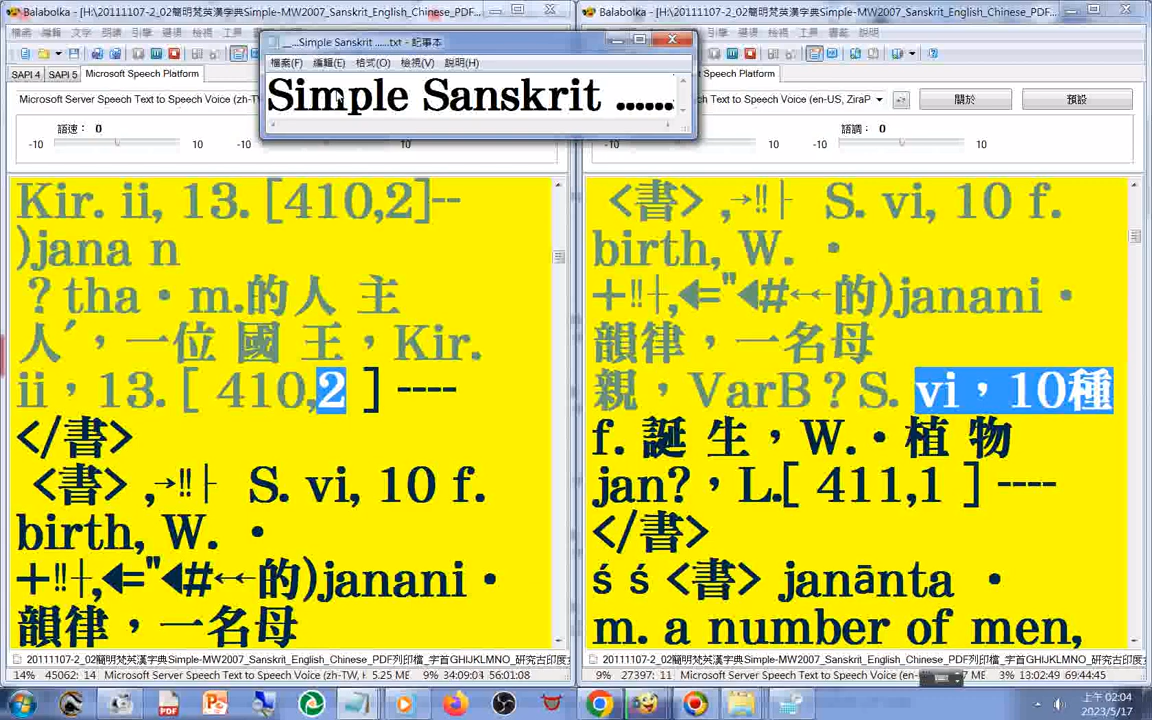 Balabolka - [H:\20111107-2_02簡明梵英漢字典Simple-MW2007_Sanskrit_English_Chinese_PDF...
Balabolka - [H:\20111107-2_02簡明梵英漢字典Simple-MW2007_Sanskrit_English_Chinese_PDF...
SAPI 4 SAPI 5 Microsoft Speech Platform
Microsoft Server Speech Text to Speech Voice (zh-TW
語速: 0
-10 10 10
__...Simple Sanskrit ......txt - 記事本
檔案(F) 編輯(E) 格式(O) 檢視(V) 說明(H)
Simple Sanskrit ......
t Speech Platform
Microsoft Server Speech Text to Speech Voice (en-US, ZiraP
關於 預設
語調: 0
-10 10 -10 10
Kir. ii, 13. [410,2]--
)jana n
?tha‧m.的人 主
人ˊ,一位 國 王,Kir.
ii,13. [ 410,2 ] ----
</書>
<書> ,→‼├ S. vi, 10 f.
birth, W. ‧
+‼┼,◄="◄#↔的)janani‧
韻律,一名母
<書> ,→‼├ S. vi, 10 f.
birth, W. ‧
+‼┼,◄="◄#↔的)janani‧
韻律,一名母
親,VarB?S. vi,10種
f. 誕 生,W.‧植 物
jan?,L.[ 411,1 ] ----
</書>
ś ś <書> janānta ‧
m. a number of men,
20111107-2_02簡明梵英漢字典Simple-MW2007_Sanskrit_English_Chinese_PDF列印檔_字首GHIJKLMNO_研究古印度
14% 45062: 14 Microsoft Server Speech Text to Speech Voice (zh-TW, 5.25 MB 9% 34:09:03 56:01:08
20111107-2_02簡明梵英漢字典Simple-MW2007_Sanskrit_English_Chinese_PDF列印檔_字首GHIJKLMNO_研究古印度
9% 27397: 11 Microsoft Server Speech Text to Speech Voice 3% 13:02:49 69:44:45
上午 02:04
2023/5/17